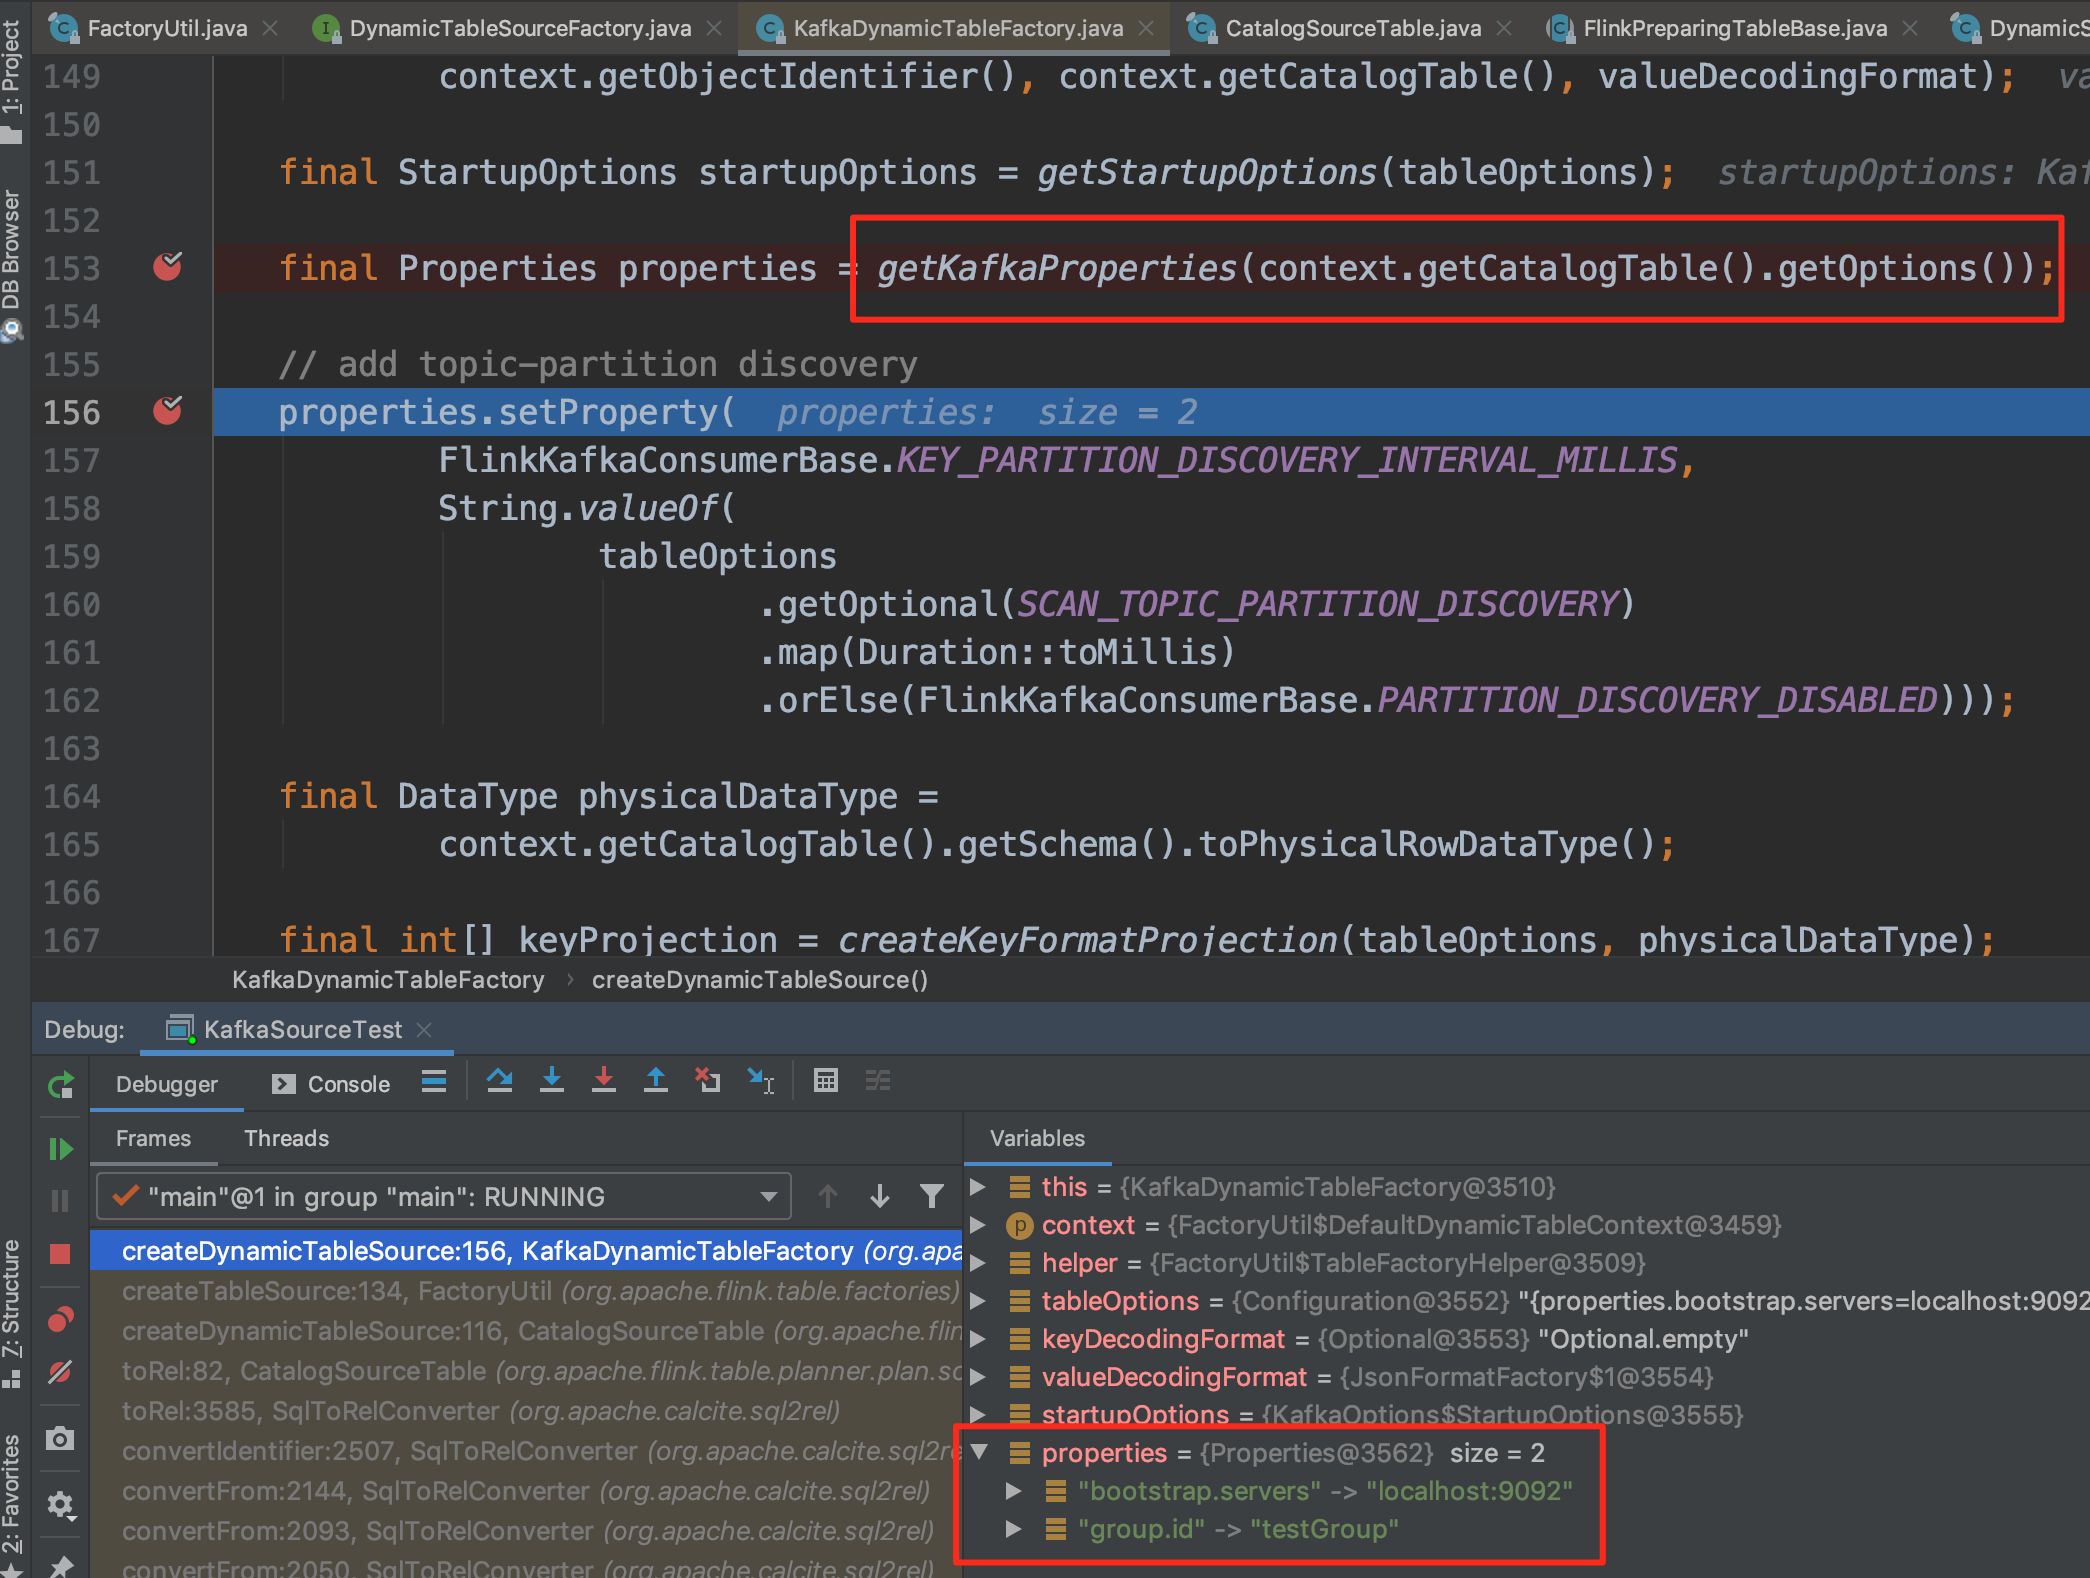 FactoryUtil.java
DynamicTableSourceFactory.java
KafkaDynamicTableFactory.java
CatalogSourceTable.java
FlinkPreparingTableBase.java
1: Project
DB Browser
7: Structure
2: Favorites
149 context.getObjectIdentifier(), context.getCatalogTable(), valueDecodingFormat);
150
151 final StartupOptions startupOptions = getStartupOptions(tableOptions); startupOptions:
152
153 final Properties properties = getKafkaProperties(context.getCatalogTable().getOptions());
154
155 // add topic-partition discovery
156 properties.setProperty( properties: size = 2
157 FlinkKafkaConsumerBase.KEY_PARTITION_DISCOVERY_INTERVAL_MILLIS,
158 String.valueOf(
159 tableOptions
160 .getOptional(SCAN_TOPIC_PARTITION_DISCOVERY)
161 .map(Duration::toMillis)
162 .orElse(FlinkKafkaConsumerBase.PARTITION_DISCOVERY_DISABLED)));
163
164 final DataType physicalDataType =
165 context.getCatalogTable().getSchema().toPhysicalRowDataType();
166
167 final int[] keyProjection = createKeyFormatProjection(tableOptions, physicalDataType);
KafkaDynamicTableFactory › createDynamicTableSource()
Debug: KafkaSourceTest
Debugger Console
Frames Threads
"main"@1 in group "main": RUNNING
createDynamicTableSource:156, KafkaDynamicTableFactory (org.apa
createTableSource:134, FactoryUtil (org.apache.flink.table.factories)
createDynamicTableSource:116, CatalogSourceTable (org.apache.flin
toRel:82, CatalogSourceTable (org.apache.flink.table.planner.plan.sc
toRel:3585, SqlToRelConverter (org.apache.calcite.sql2rel)
convertIdentifier:2507, SqlToRelConverter (org.apache.calcite.sql2re
convertFrom:2144, SqlToRelConverter (org.apache.calcite.sql2rel)
convertFrom:2093, SqlToRelConverter (org.apache.calcite.sql2rel)
convertFrom:2050, SqlToRelConverter (org.apache.calcite.sql2rel)
Variables
this = {KafkaDynamicTableFactory@3510}
p context = {FactoryUtil$DefaultDynamicTableContext@3459}
helper = {FactoryUtil$TableFactoryHelper@3509}
tableOptions = {Configuration@3552} "{properties.bootstrap.servers=localhost:9092
keyDecodingFormat = {Optional@3553} "Optional.empty"
valueDecodingFormat = {JsonFormatFactory$1@3554}
startupOptions = {KafkaOptions$StartupOptions@3555}
properties = {Properties@3562} size = 2
"bootstrap.servers" -> "localhost:9092"
"group.id" -> "testGroup"